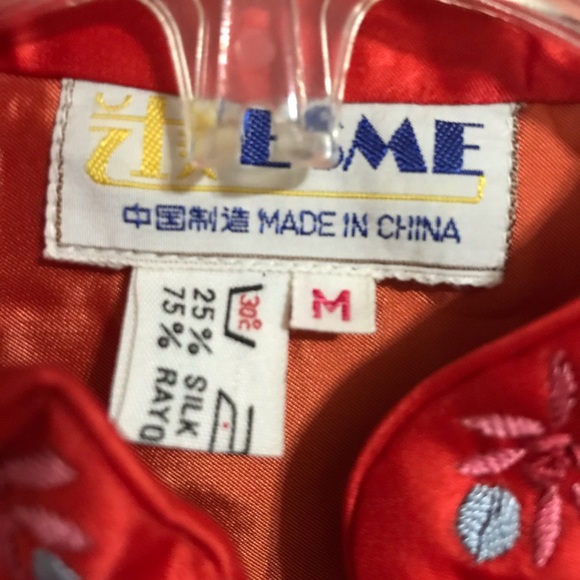 中国制造 MADE IN CHINA
M
30°C
25% SILK
75% RAYO